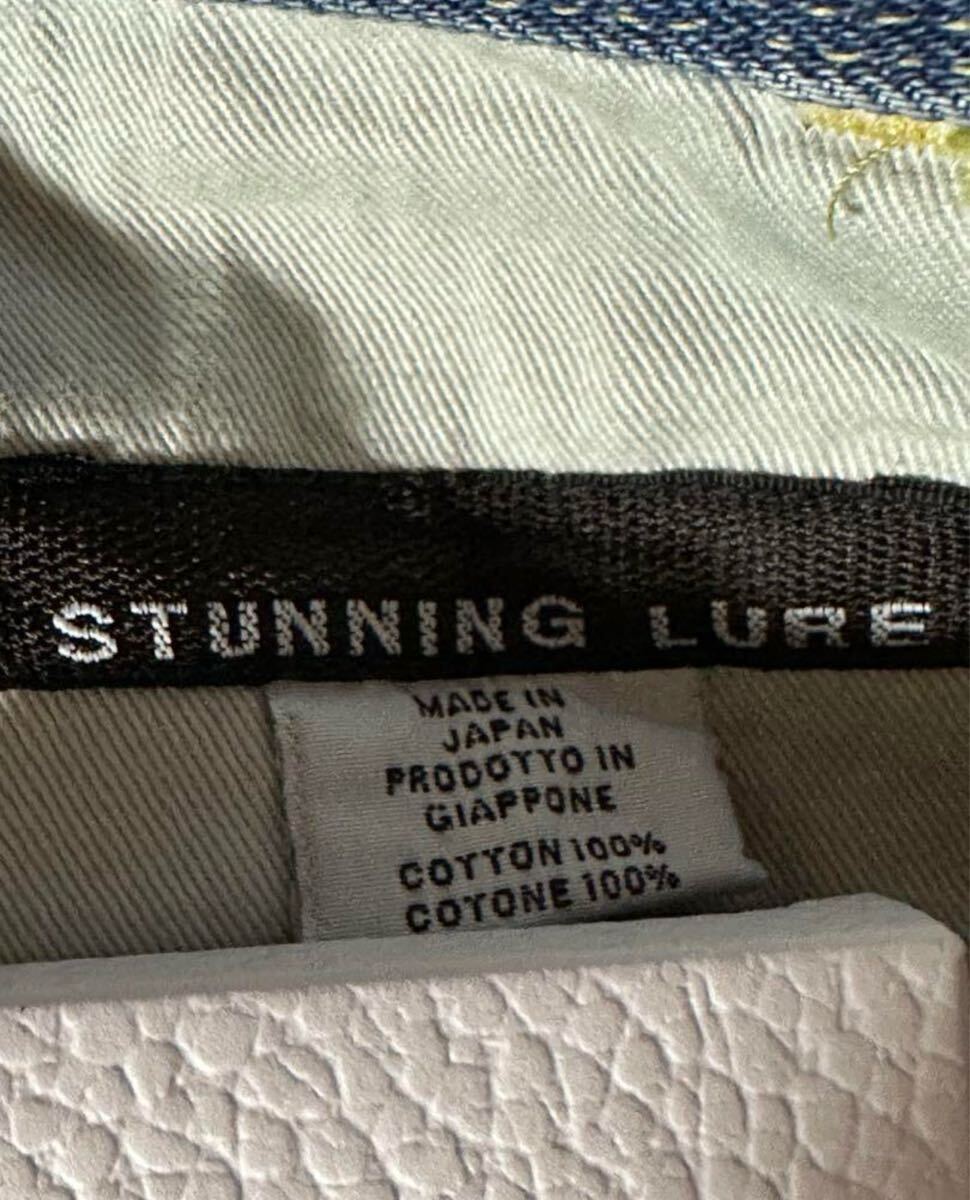 STUNNING LURE
MADE IN
JAPAN
PRODOTTO IN
GIAPPONE
COTTON 100%
COTONE 100%